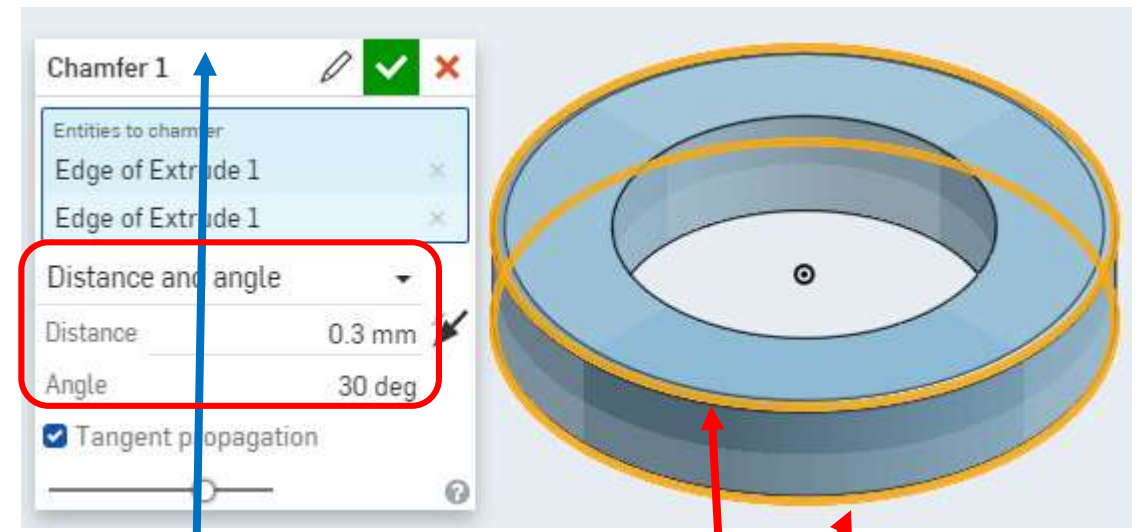 Chamfer 1
Entities to chamfer
Edge of Extrude 1
Edge of Extrude 1
Distance and angle
Distance 0.3 mm
Angle 30 deg
Tangent propagation